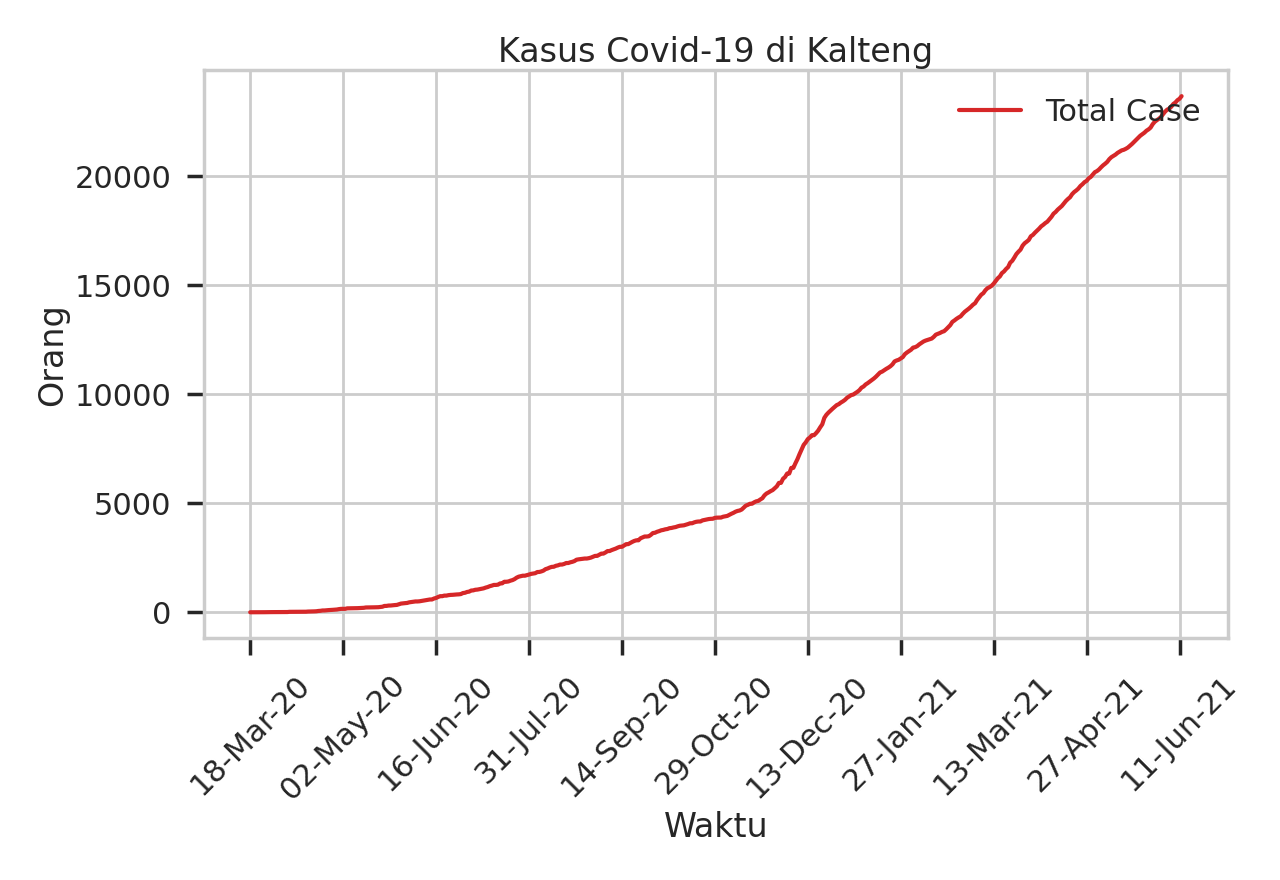 Kasus Covid-19 di Kalteng
Total Case
Orang
20000
15000
10000
5000
0
18-Mar-20
02-May-20
16-Jun-20
31-Jul-20
14-Sep-20
29-Oct-20
13-Dec-20
27-Jan-21
13-Mar-21
27-Apr-21
11-Jun-21
Waktu